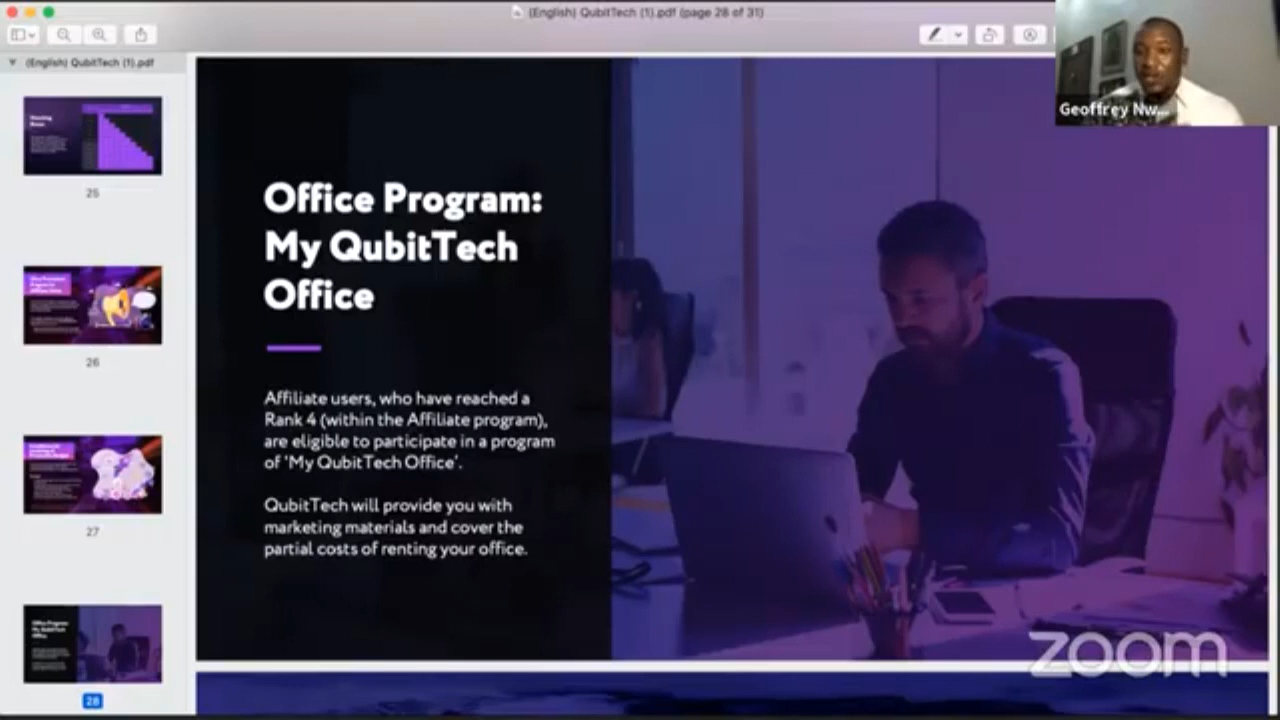 (English) QubitTech (1).pdf (page 28 of 31)
(English) QubitTech (1).pdf
25
26
27
28
Office Program:
My QubitTech
Office
Affiliate users, who have reached a
Rank 4 (within the Affiliate program),
are eligible to participate in a program
of 'My QubitTech Office'.
QubitTech will provide you with
marketing materials and cover the
partial costs of renting your office.
Geoffrey Nw...
zoom